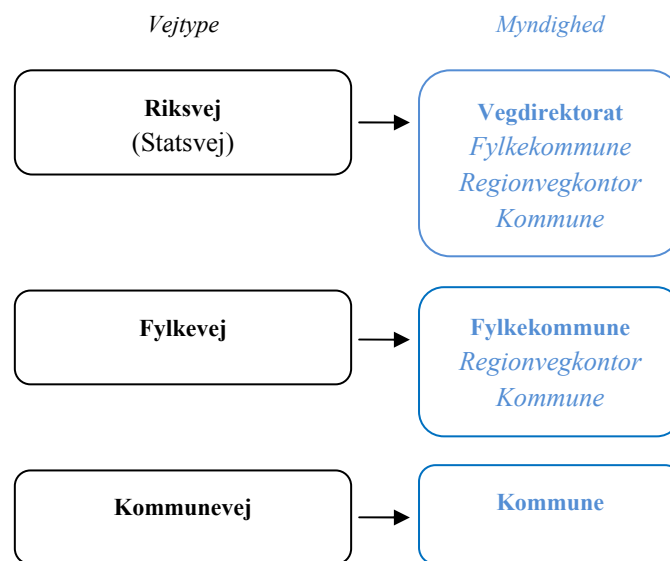 Vejtype
Myndighed
Riksvej
(Statsvej)
Vegdirektorat
Fylkekommune
Regionvegkontor
Kommune
Fylkevej
Fylkekommune
Regionvegkontor
Kommune
Kommunevej
Kommune